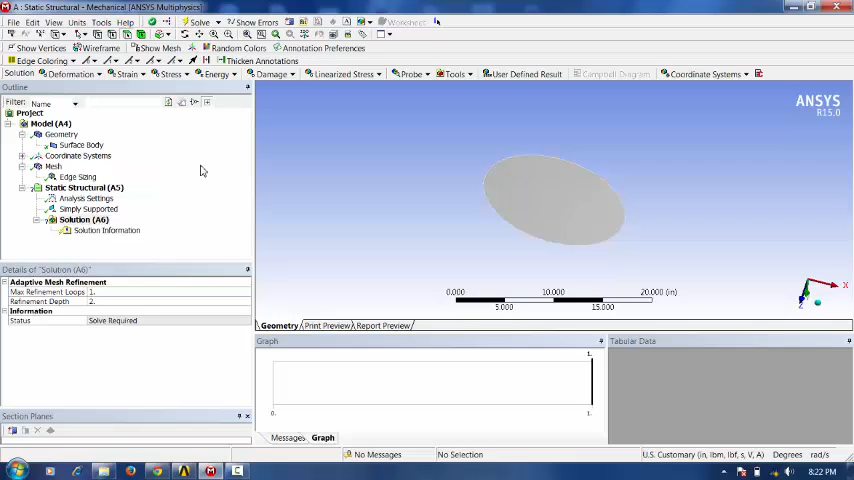 A : Static Structural - Mechanical [ANSYS Multiphysics]
File Edit View Units Tools Help Solve Show Errors Worksheet
Show Vertices Wireframe Show Mesh Random Colors Annotation Preferences
Edge Coloring Thicken Annotations
Solution Deformation Strain Stress Energy Damage Linearized Stress Probe Tools User Defined Result Campbell Diagram Coordinate Systems
Outline
Filter: Name
Project
Model (A4)
Geometry
Surface Body
Coordinate Systems
Mesh
Edge Sizing
Static Structural (A5)
Analysis Settings
Simply Supported
Solution (A6)
Solution Information
Details of "Solution (A6)"
Adaptive Mesh Refinement
Max Refinement Loops 1.
Refinement Depth 2.
Information
Status Solve Required
Section Planes
ANSYS
R15.0
0.000 10.000 20.000 (in)
5.000 15.000
X
Z
Geometry Print Preview Report Preview
Graph
1.
0. 1.
Messages Graph
Tabular Data
No Messages No Selection U.S. Customary (in, lbm, lbf, s, V, A) Degrees rad/s
8:22 PM